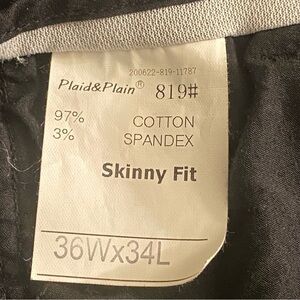 200622-819-11787
Plaid&Plain® 819#
97% COTTON
3% SPANDEX
Skinny Fit
36Wx34L